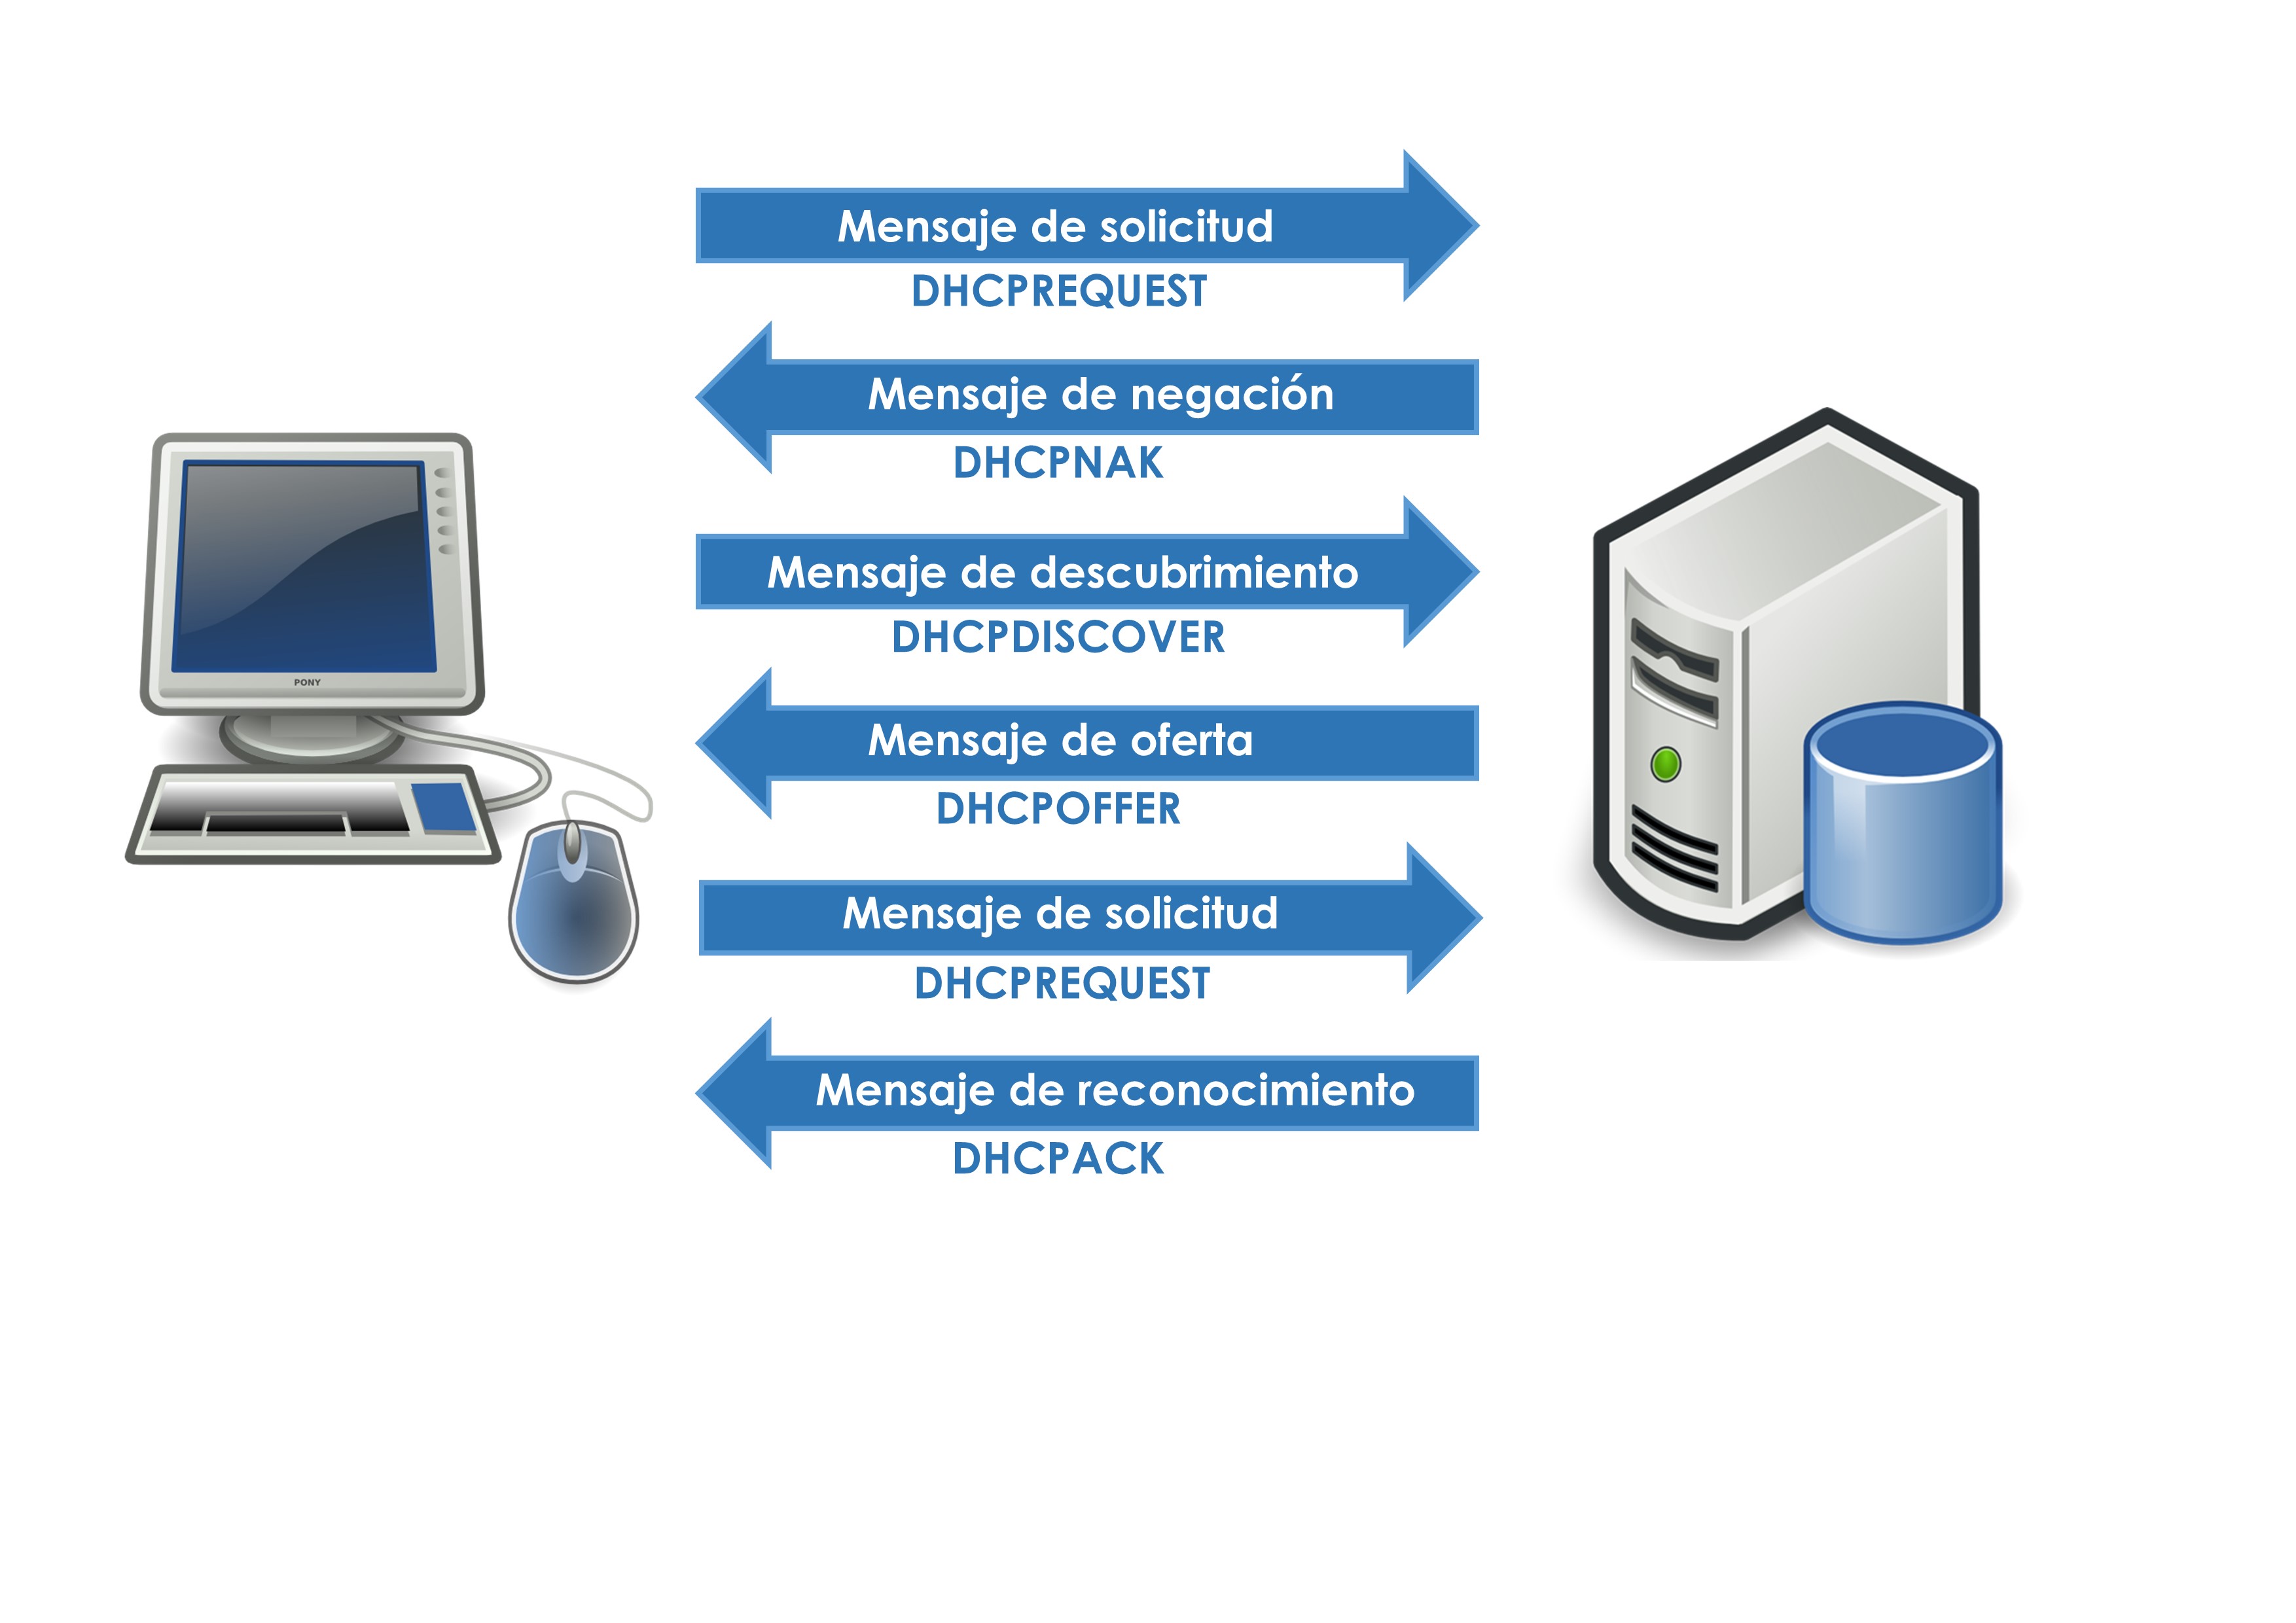 Mensaje de solicitud
DHCPREQUEST
Mensaje de negación
DHCPNAK
Mensaje de descubrimiento
DHCPDISCOVER
Mensaje de oferta
DHCPOFFER
Mensaje de solicitud
DHCPREQUEST
Mensaje de reconocimiento
DHCPACK
PONY